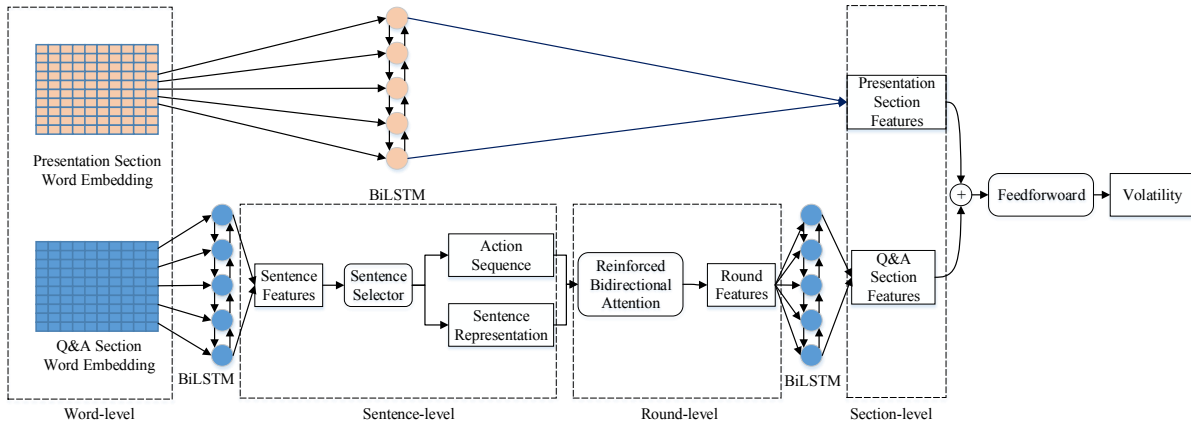 Presentation Section
Word Embedding
BiLSTM
Presentation
Section
Features
Q&A Section
Word Embedding
BiLSTM
Sentence
Features
Sentence
Selector
Action
Sequence
Sentence
Representation
Reinforced
Bidirectional
Attention
Round
Features
BiLSTM
Q&A
Section
Features
+
Feedforwoard
Volatility
Word-level
Sentence-level
Round-level
Section-level